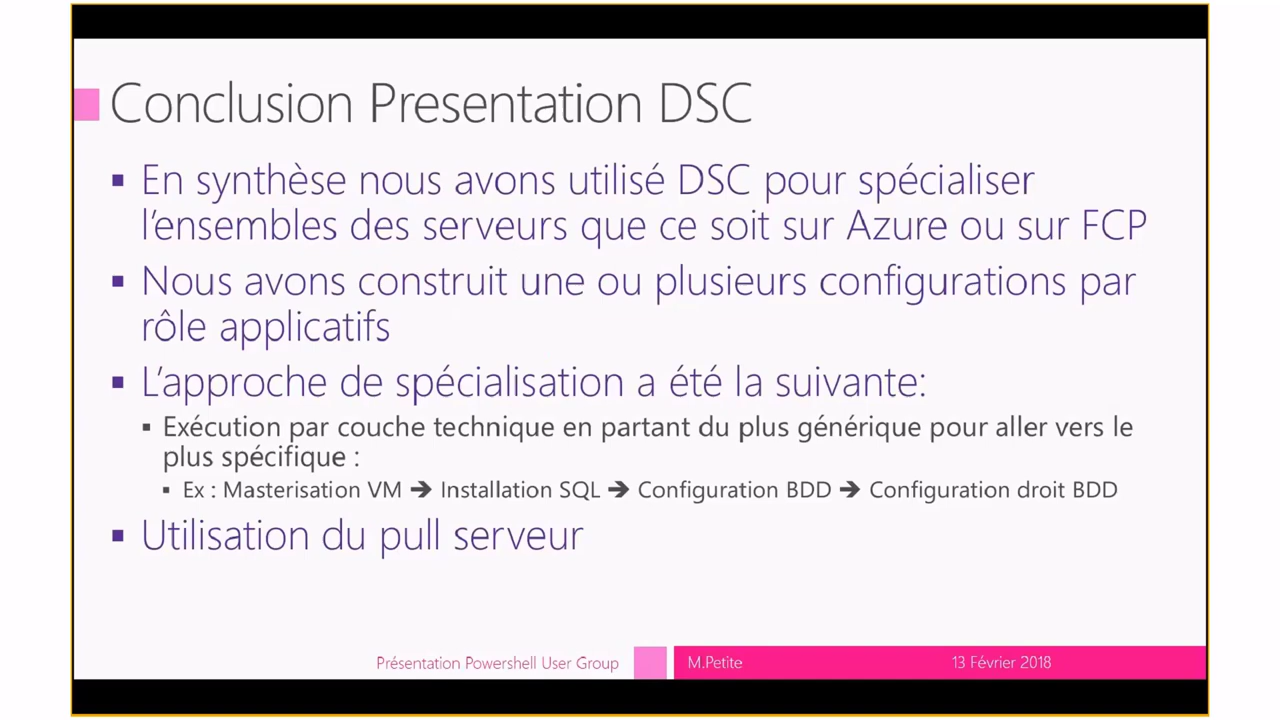 Conclusion Presentation DSC
▪ En synthèse nous avons utilisé DSC pour spécialiser
l'ensembles des serveurs que ce soit sur Azure ou sur FCP
▪ Nous avons construit une ou plusieurs configurations par
rôle applicatifs
▪ L'approche de spécialisation a été la suivante:
▪ Exécution par couche technique en partant du plus générique pour aller vers le
plus spécifique :
▪ Ex : Masterisation VM ➔ Installation SQL ➔ Configuration BDD ➔ Configuration droit BDD
▪ Utilisation du pull serveur
Présentation Powershell User Group M.Petite 13 Février 2018